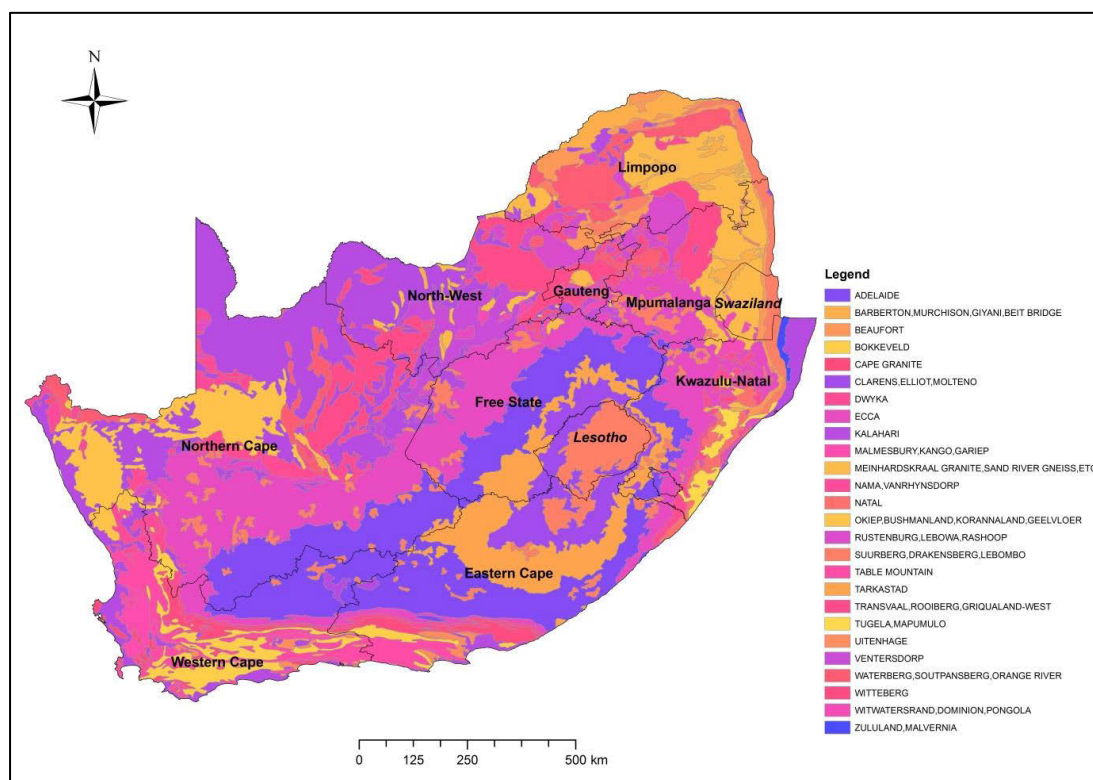 N
Limpopo
North-West
Gauteng
Mpumalanga
Swaziland
Free State
Kwazulu-Natal
Lesotho
Northern Cape
Eastern Cape
Western Cape
Legend
ADELAIDE
BARBERTON,MURCHISON,GIYANI,BEIT BRIDGE
BEAUFORT
BOKKEVELD
CAPE GRANITE
CLARENS,ELLIOT,MOLTENO
DWYKA
ECCA
KALAHARI
MALMESBURY,KANGO,GARIEP
MEINHARDSKRAAL GRANITE,SAND RIVER GNEISS,ETC
NAMA,VANRHYNSDORP
NATAL
OKIEP,BUSHMANLAND,KORANNALAND,GEELVLOER
RUSTENBURG,LEBOWA,RASHOOP
SUURBERG,DRAKENSBERG,LEBOMBO
TABLE MOUNTAIN
TARKASTAD
TRANSVAAL,ROOIBERG,GRIQUALAND-WEST
TUGELA,MAPUMULO
UITENHAGE
VENTERSDORP
WATERBERG,SOUTPANSBERG,ORANGE RIVER
WITTEBERG
WITWATERSRAND,DOMINION,PONGOLA
ZULULAND,MALVERNIA
0 125 250 500 km